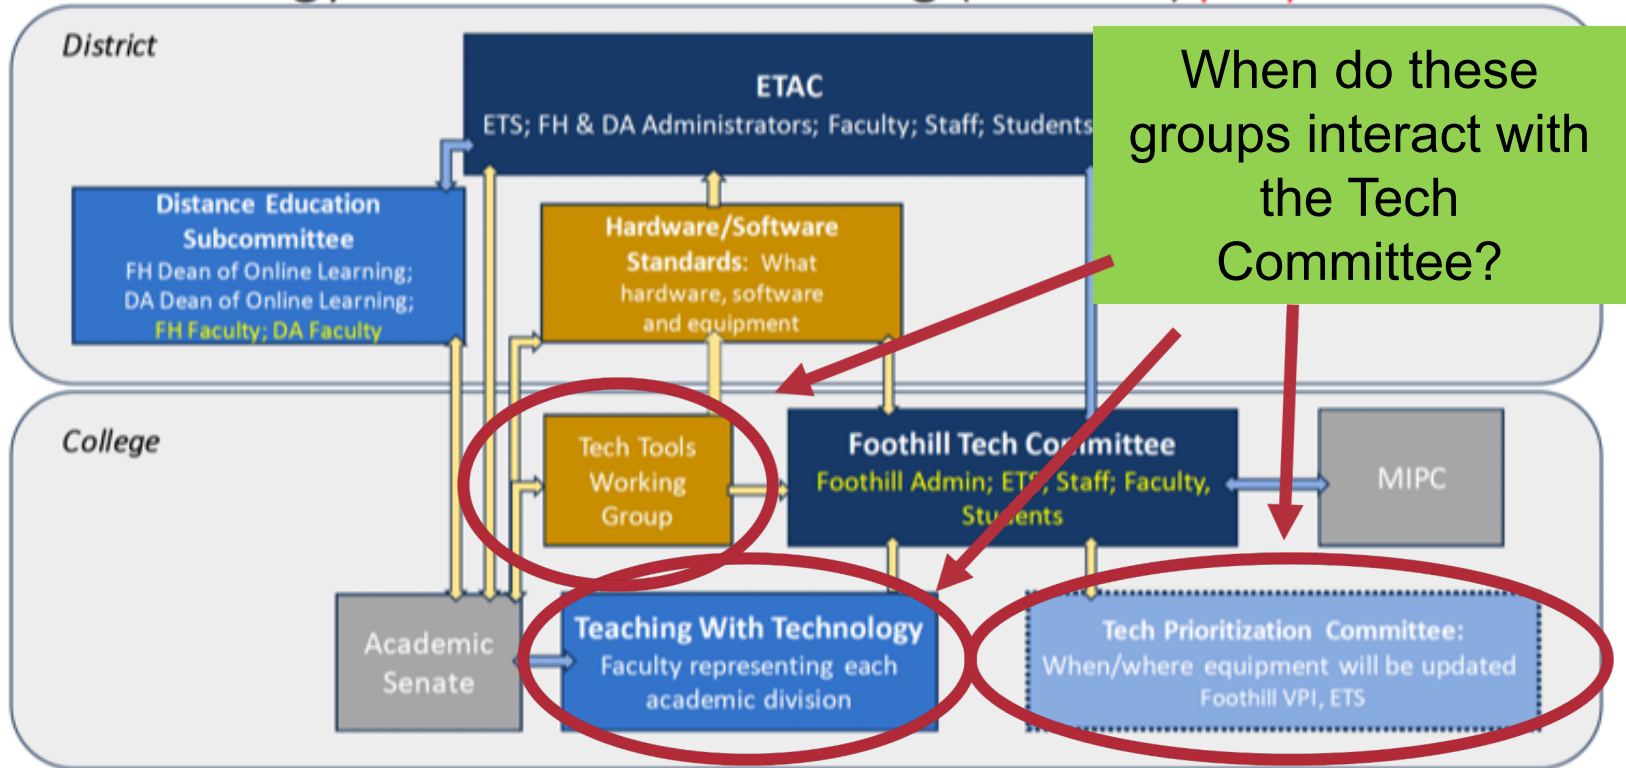 District
ETAC
ETS; FH & DA Administrators; Faculty; Staff; Students
When do these
groups interact with
the Tech
Committee?
Distance Education
Subcommittee
FH Dean of Online Learning;
DA Dean of Online Learning;
FH Faculty; DA Faculty
Hardware/Software
Standards: What
hardware, software
and equipment
College
Tech Tools
Working
Group
Foothill Tech Committee
Foothill Admin; ETS, Staff; Faculty,
Students
MIPC
Academic
Senate
Teaching With Technology
Faculty representing each
academic division
Tech Prioritization Committee:
When/where equipment will be updated
Foothill VPI, ETS